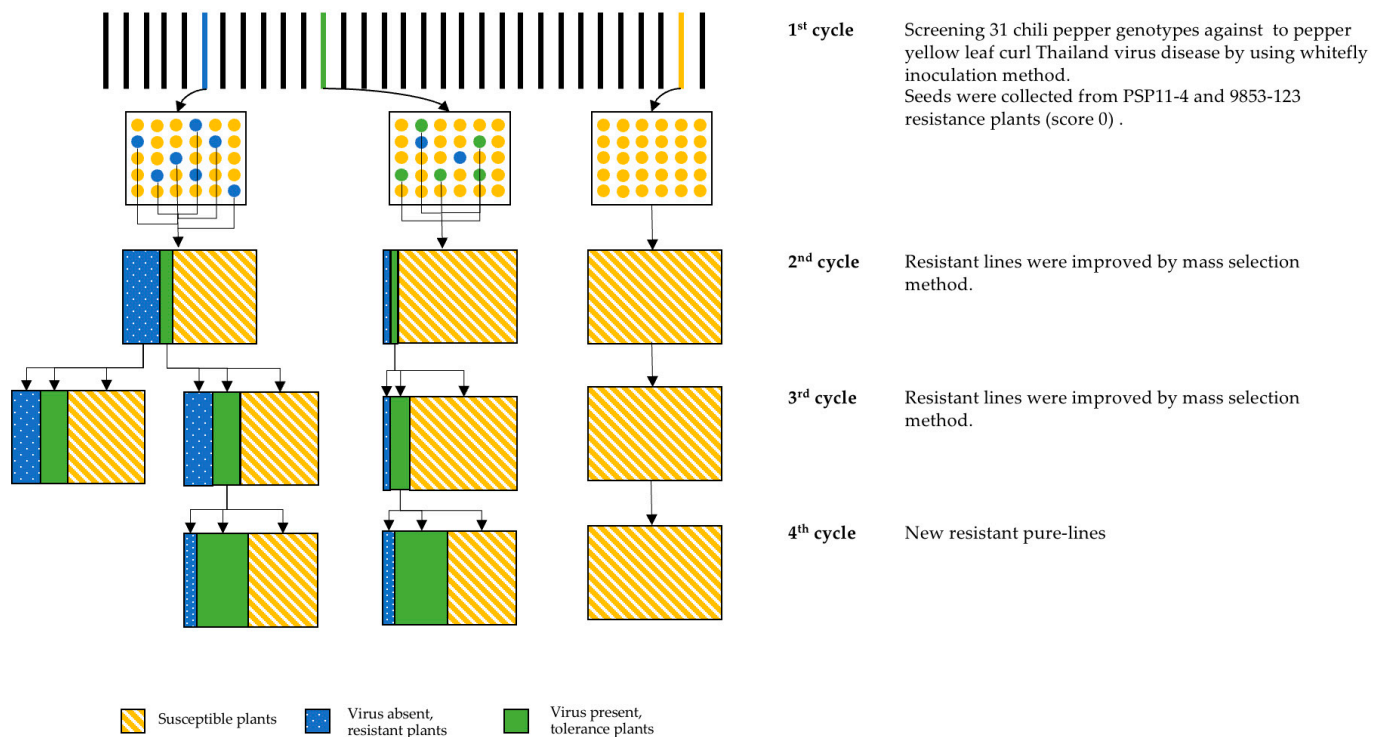 1st cycle
Screening 31 chili pepper genotypes against to pepper
yellow leaf curl Thailand virus disease by using whitefly
inoculation method.
Seeds were collected from PSP11-4 and 9853-123
resistance plants (score 0) .
2nd cycle
Resistant lines were improved by mass selection
method.
3rd cycle
Resistant lines were improved by mass selection
method.
4th cycle
New resistant pure-lines
Susceptible plants
Virus absent,
resistant plants
Virus present,
tolerance plants